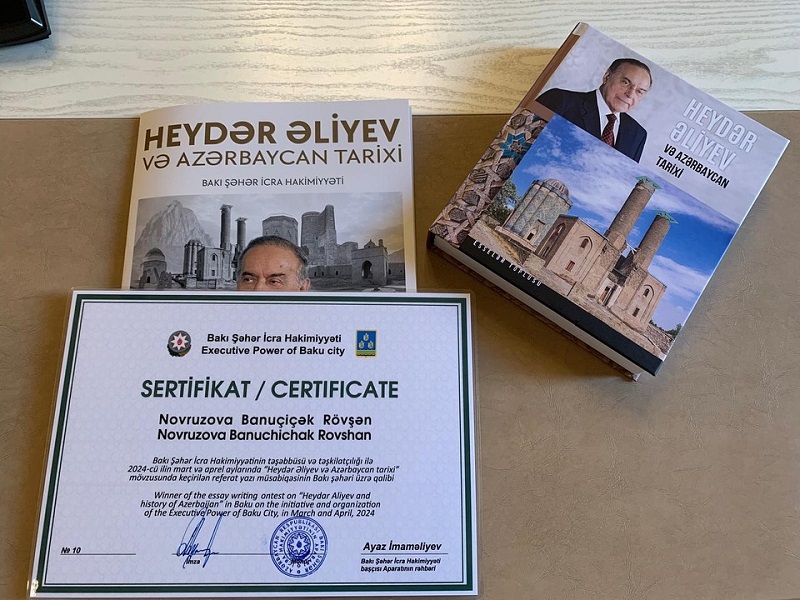 HEYDƏR ƏLİYEV
VƏ AZƏRBAYCAN TARİXİ
BAKI ŞƏHƏR İCRA HAKİMİYYƏTİ
HEYDƏR
ƏLİYEV
VƏ AZƏRBAYCAN
TARİXİ
ESSELƏR TOPLUSU
Bakı Şəhər İcra Hakimiyyəti
Executive Power of Baku city
SERTİFİKAT / CERTIFICATE
Novruzova Banuçiçək Rövşən
Novruzova Banuchichak Rovshan
Bakı Şəhər İcra Hakimiyyətinin təşəbbüsü və təşkilatçılığı ilə
2024-cü ilin mart və aprel aylarında "Heydər Əliyev və Azərbaycan tarixi"
mövzusunda keçirilən referat yazı müsabiqəsinin Bakı şəhəri üzrə qalibi
Winner of the essay writing ontest on "Heydar Aliyev and
history of Azerbaijan" in Baku on the initiative and organization
of the Executive Power of Baku City, in March and April, 2024
№ 10
İmza
Ayaz İmaməliyev
Bakı Şəhər İcra Hakimiyyəti
başçısı Aparatının rəhbəri